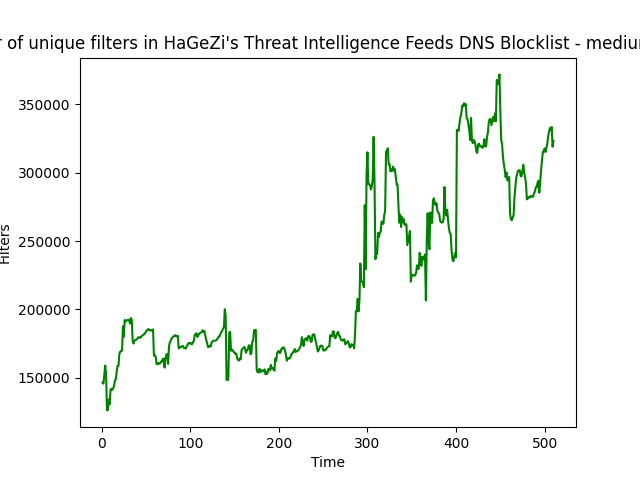 of unique filters in HaGeZi's Threat Intelligence Feeds DNS Blocklist -
Filters
350000
300000
250000
200000
150000
0 100 200 300 400 500
Time